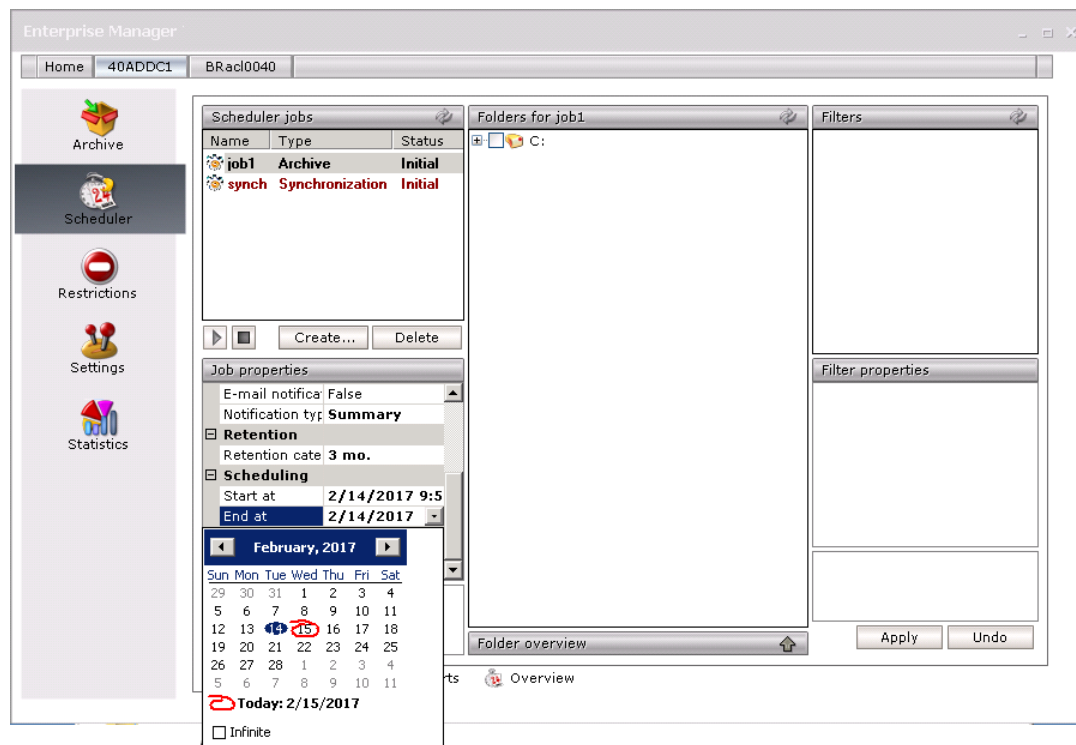 Enterprise Manager
Home 40ADDC1 BRacl0040
Archive
Scheduler
Restrictions
Settings
Statistics
Scheduler jobs
Name Type Status
job1 Archive Initial
synch Synchronization Initial
Create... Delete
Job properties
E-mail notificat False
Notification typ Summary
Retention
Retention cate 3 mo.
Scheduling
Start at 2/14/2017 9:5
End at 2/14/2017
February, 2017
Sun Mon Tue Wed Thu Fri Sat
29 30 31 1 2 3 4
5 6 7 8 9 10 11
12 13 14 15 16 17 18
19 20 21 22 23 24 25
26 27 28 1 2 3 4
5 6 7 8 9 10 11
Today: 2/15/2017
Infinite
Folders for job1
C:
Folder overview
rts Overview
Filters
Filter properties
Apply Undo